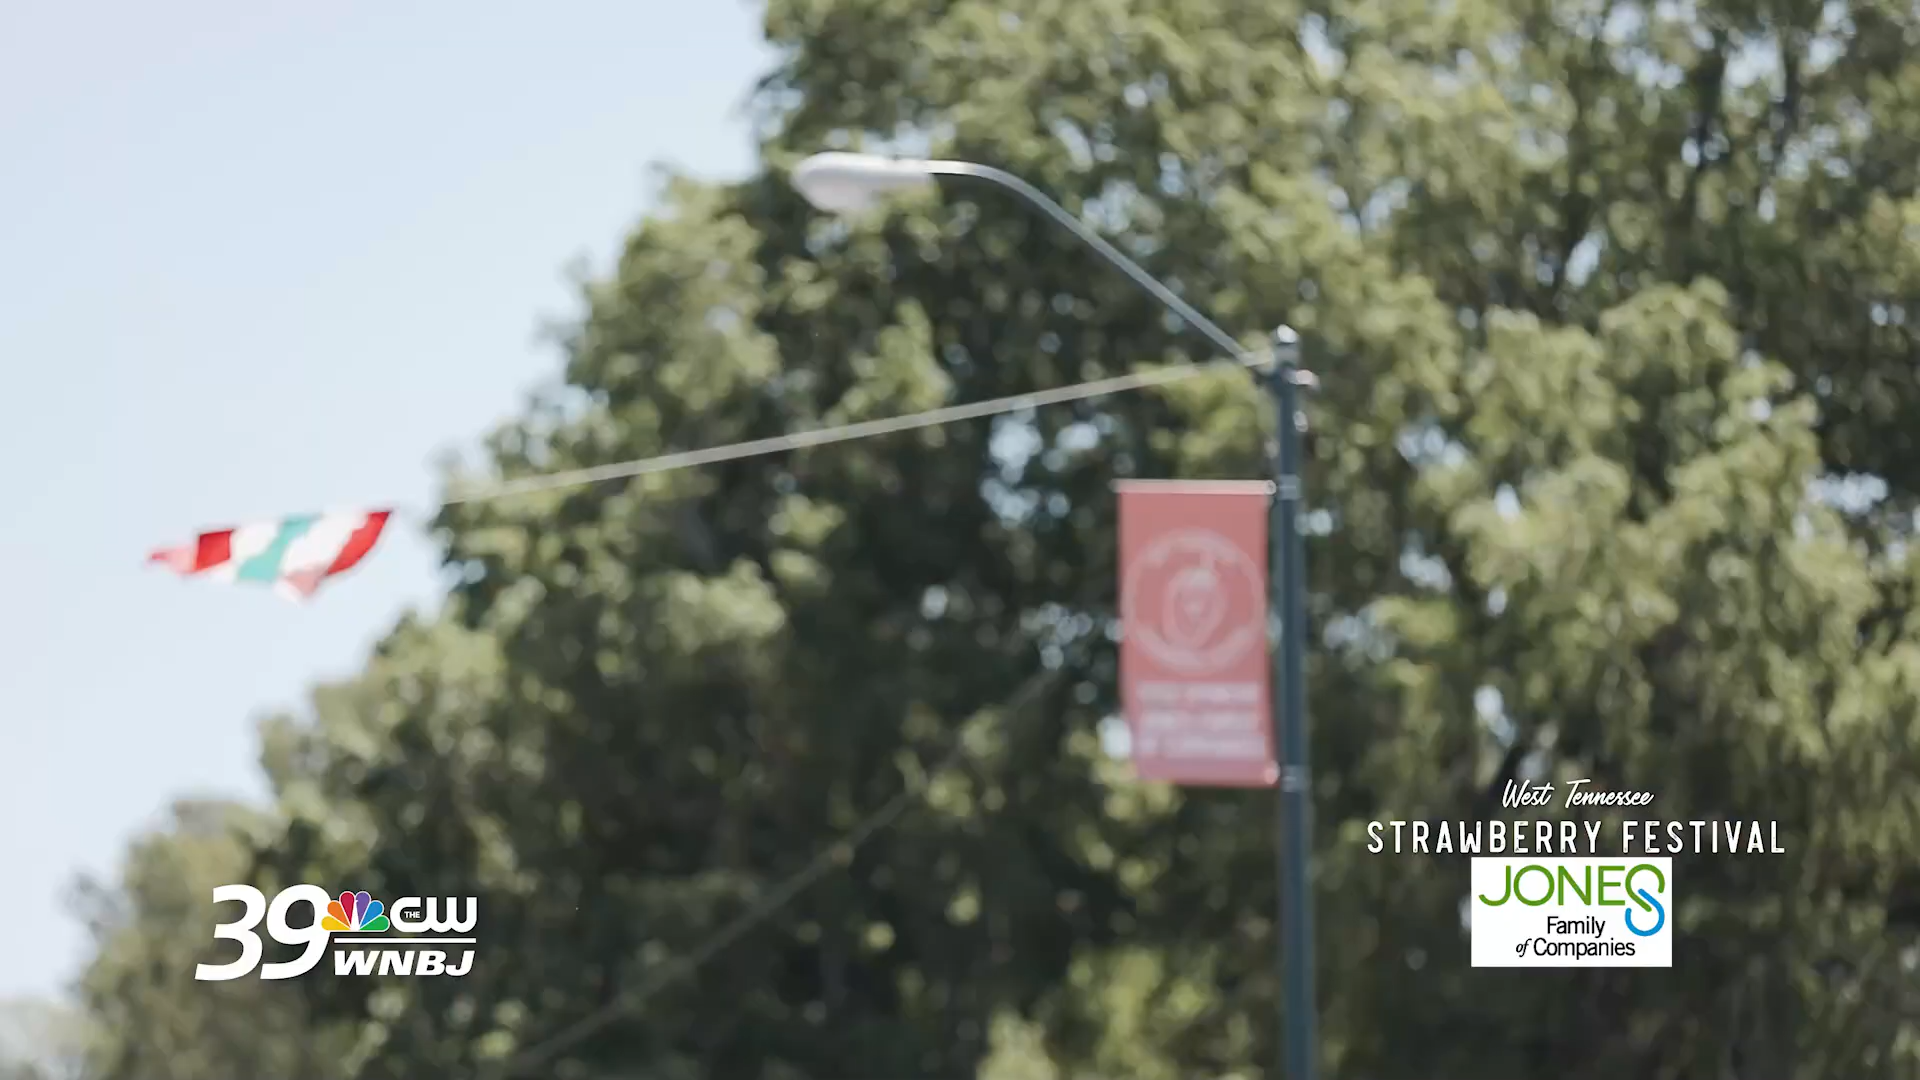 West Tennessee
STRAWBERRY FESTIVAL
JONES
Family
of Companies
39 THE CW
WNBJ